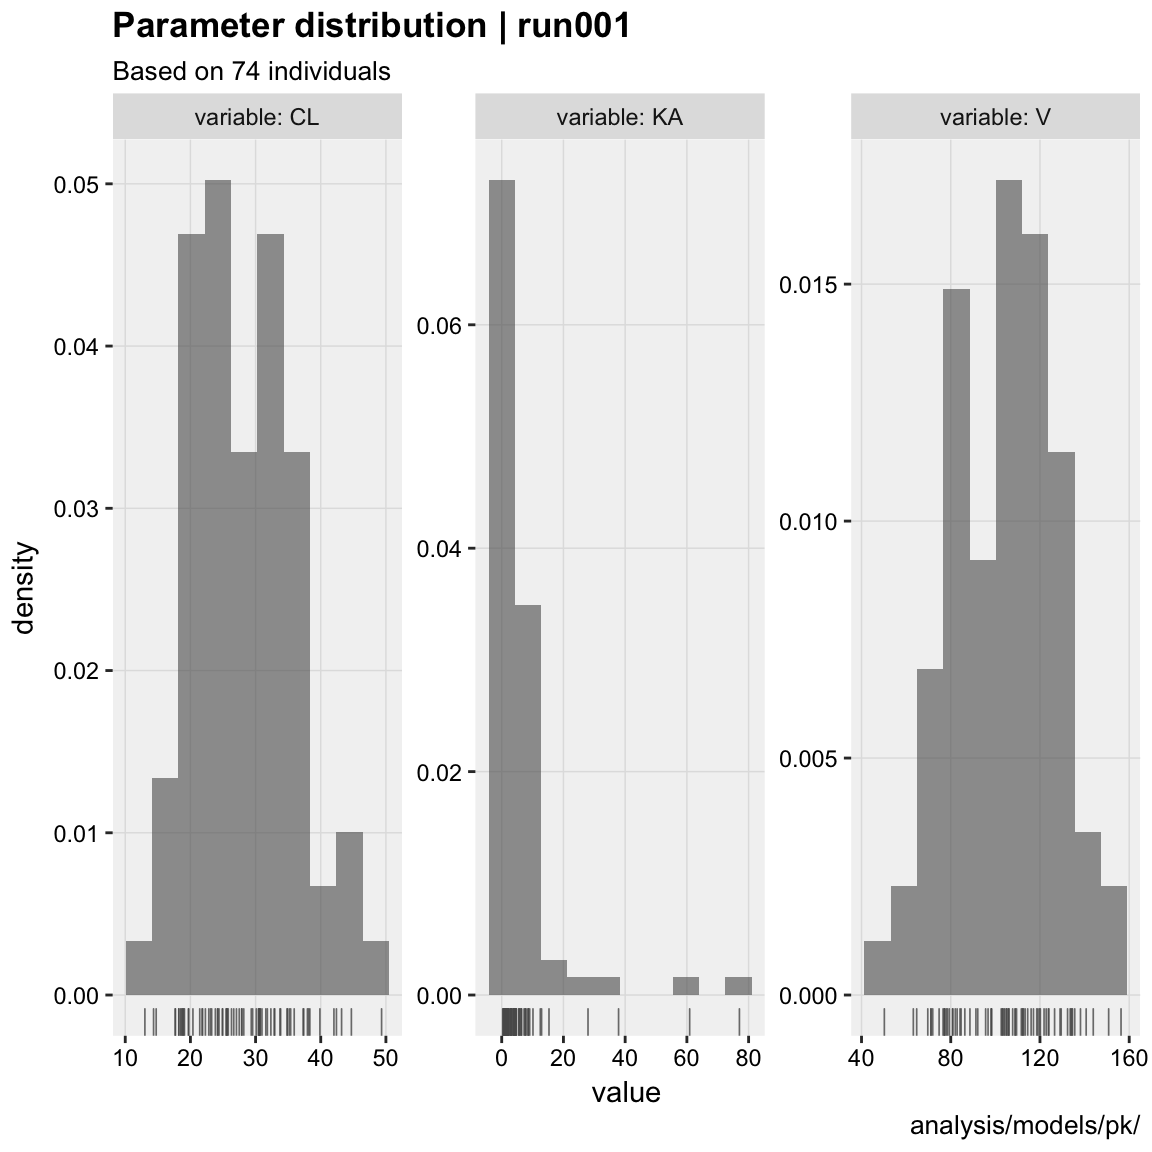 Parameter distribution | run001
Based on 74 individuals
variable: CL
variable: KA
variable: V
0.05
0.04
0.03
0.02
0.01
0.00
0.06
0.04
0.02
0.00
0.015
0.010
0.005
0.000
density
10 20 30 40 50
0 20 40 60 80
40 80 120 160
value
analysis/models/pk/